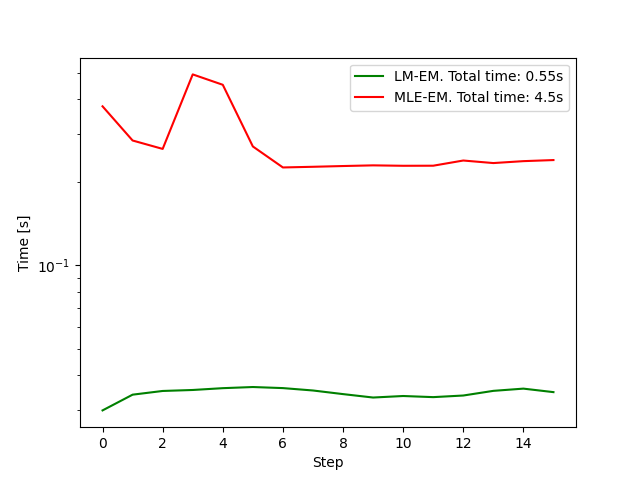 LM-EM. Total time: 0.55s
MLE-EM. Total time: 4.5s
Time [s]
10⁻¹
0 2 4 6 8 10 12 14
Step